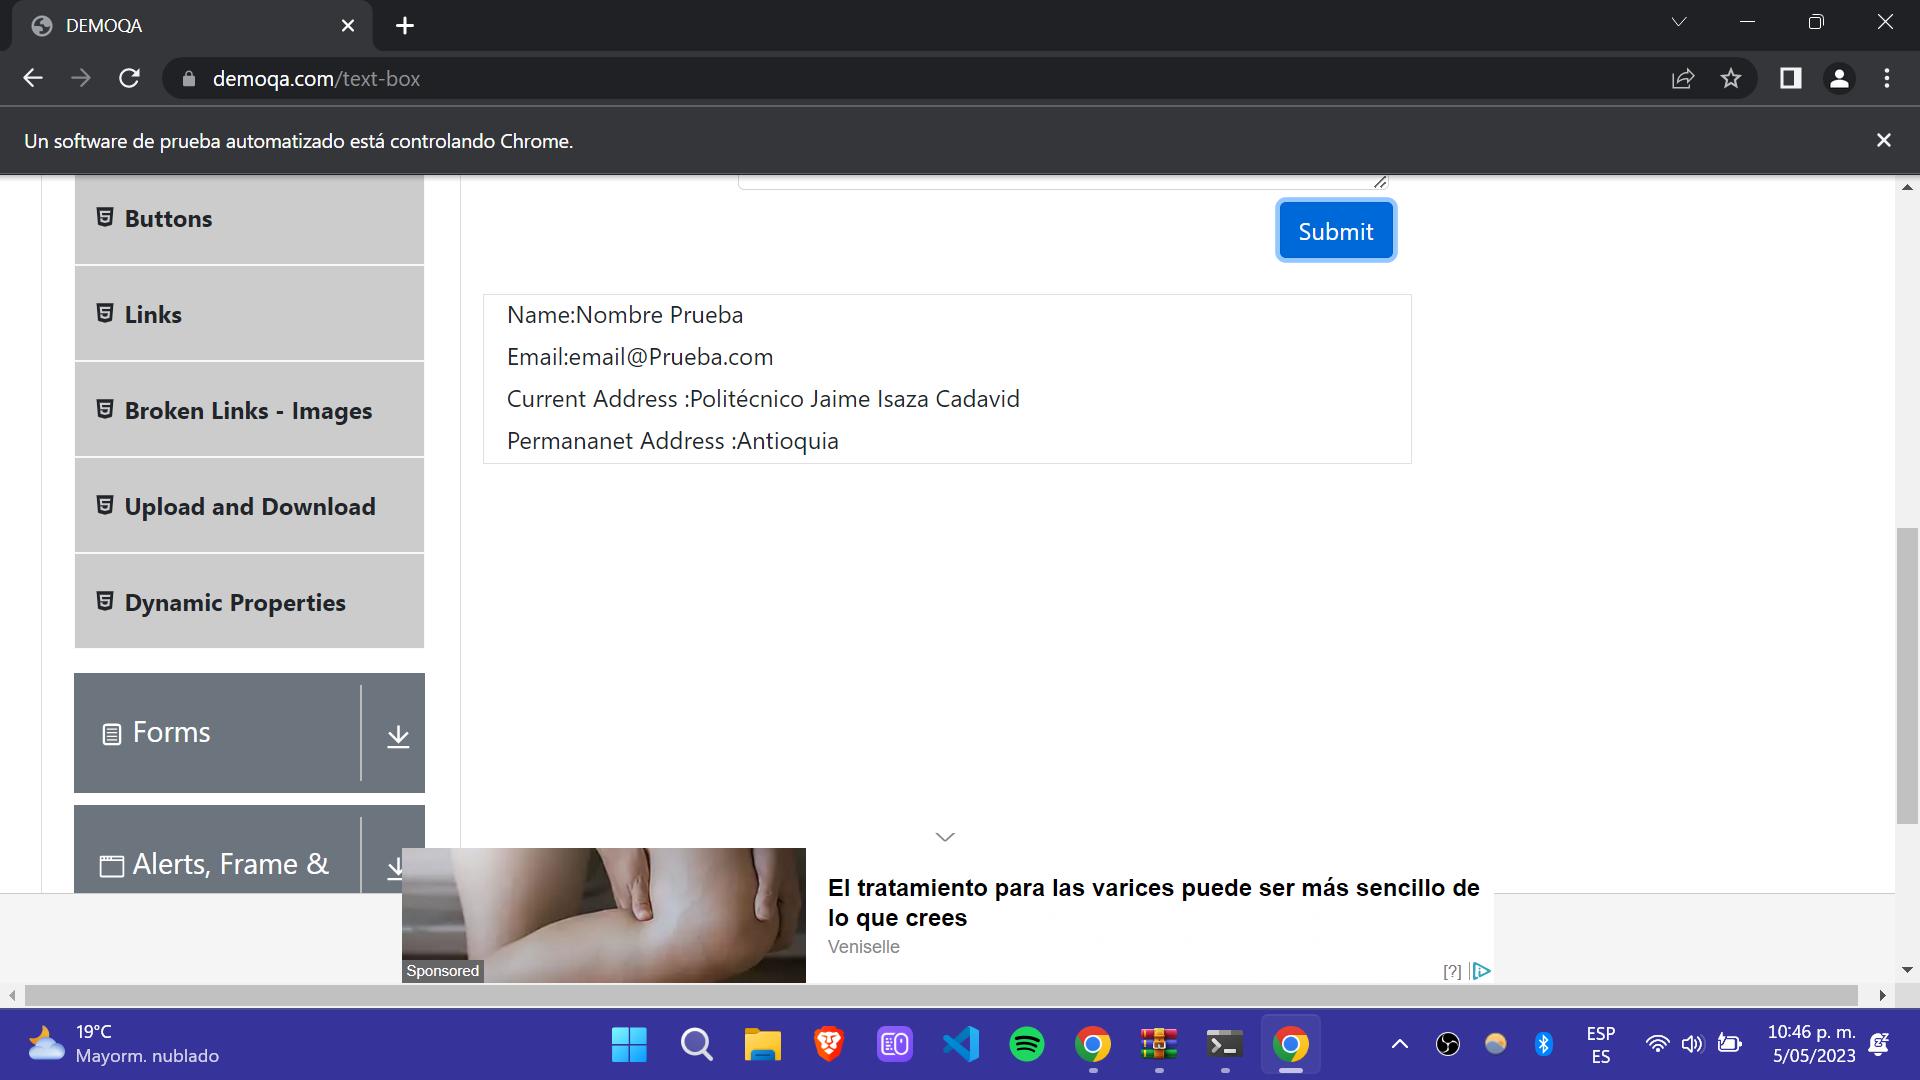 DEMOQA
demoqa.com/text-box
Un software de prueba automatizado está controlando Chrome.
Buttons
Links
Broken Links - Images
Upload and Download
Dynamic Properties
Forms
Alerts, Frame &
Submit
Name:Nombre Prueba
Email:email@Prueba.com
Current Address :Politécnico Jaime Isaza Cadavid
Permananet Address :Antioquia
Sponsored
El tratamiento para las varices puede ser más sencillo de
lo que crees
Veniselle
[?]
19°C
Mayorm. nublado
ESP
ES
10:46 p. m.
5/05/2023